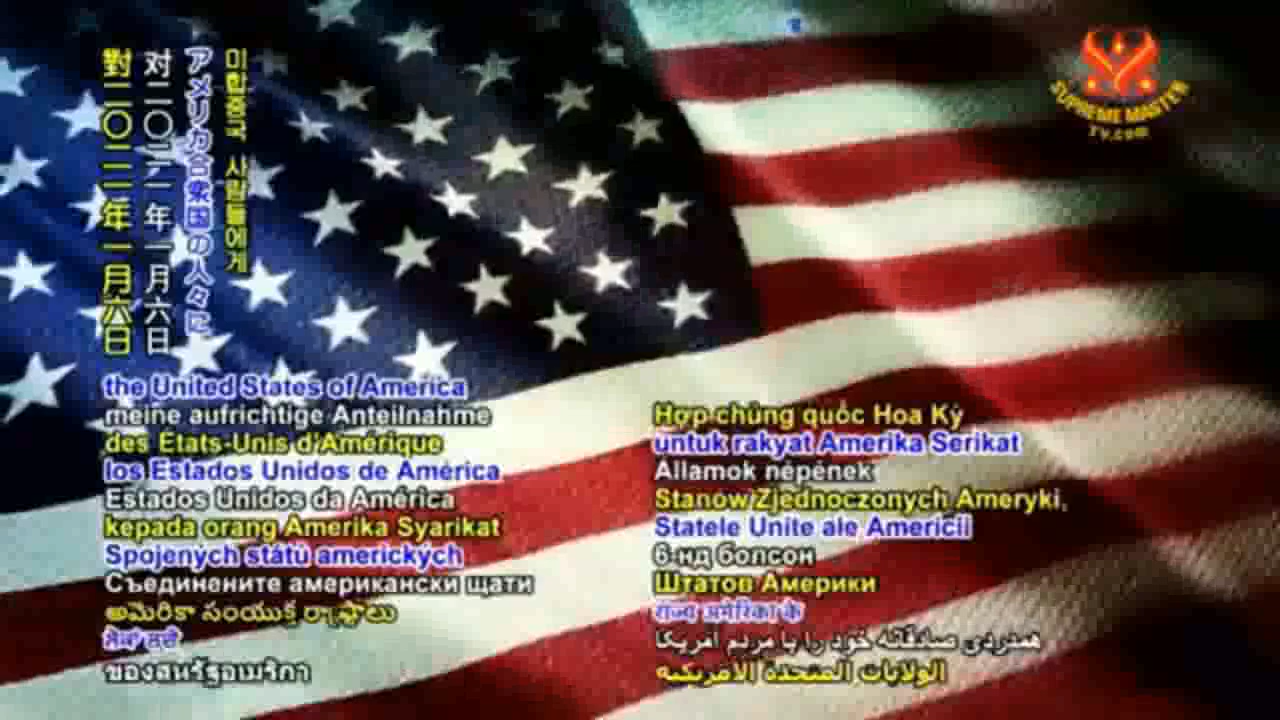 SUPREME MASTER
TV.com
미합중국 사람들에게
アメリカ合衆国の人々に
对二〇二一年一月六日
對二〇二一年一月六日
the United States of America
meine aufrichtige Anteilnahme
des États-Unis d'Amérique
los Estados Unidos de América
Estados Unidos da América
kepada orang Amerika Syarikat
Spojených států amerických
Съединените американски щати
అమెరికా సంయుక్త రాష్ట్రాలు
ਲੋਕਾਂ ਲਈ
ของสหรัฐอเมริกา
Hợp chủng quốc Hoa Kỳ
untuk rakyat Amerika Serikat
Államok népének
Stanów Zjednoczonych Ameryki,
Statele Unite ale Americii
6-нд болсон
Штатов Америки
राज्य अमेरिका के
همدردی صادقانه خود را با مردم آمریکا
الولايات المتحدة الأمريكية